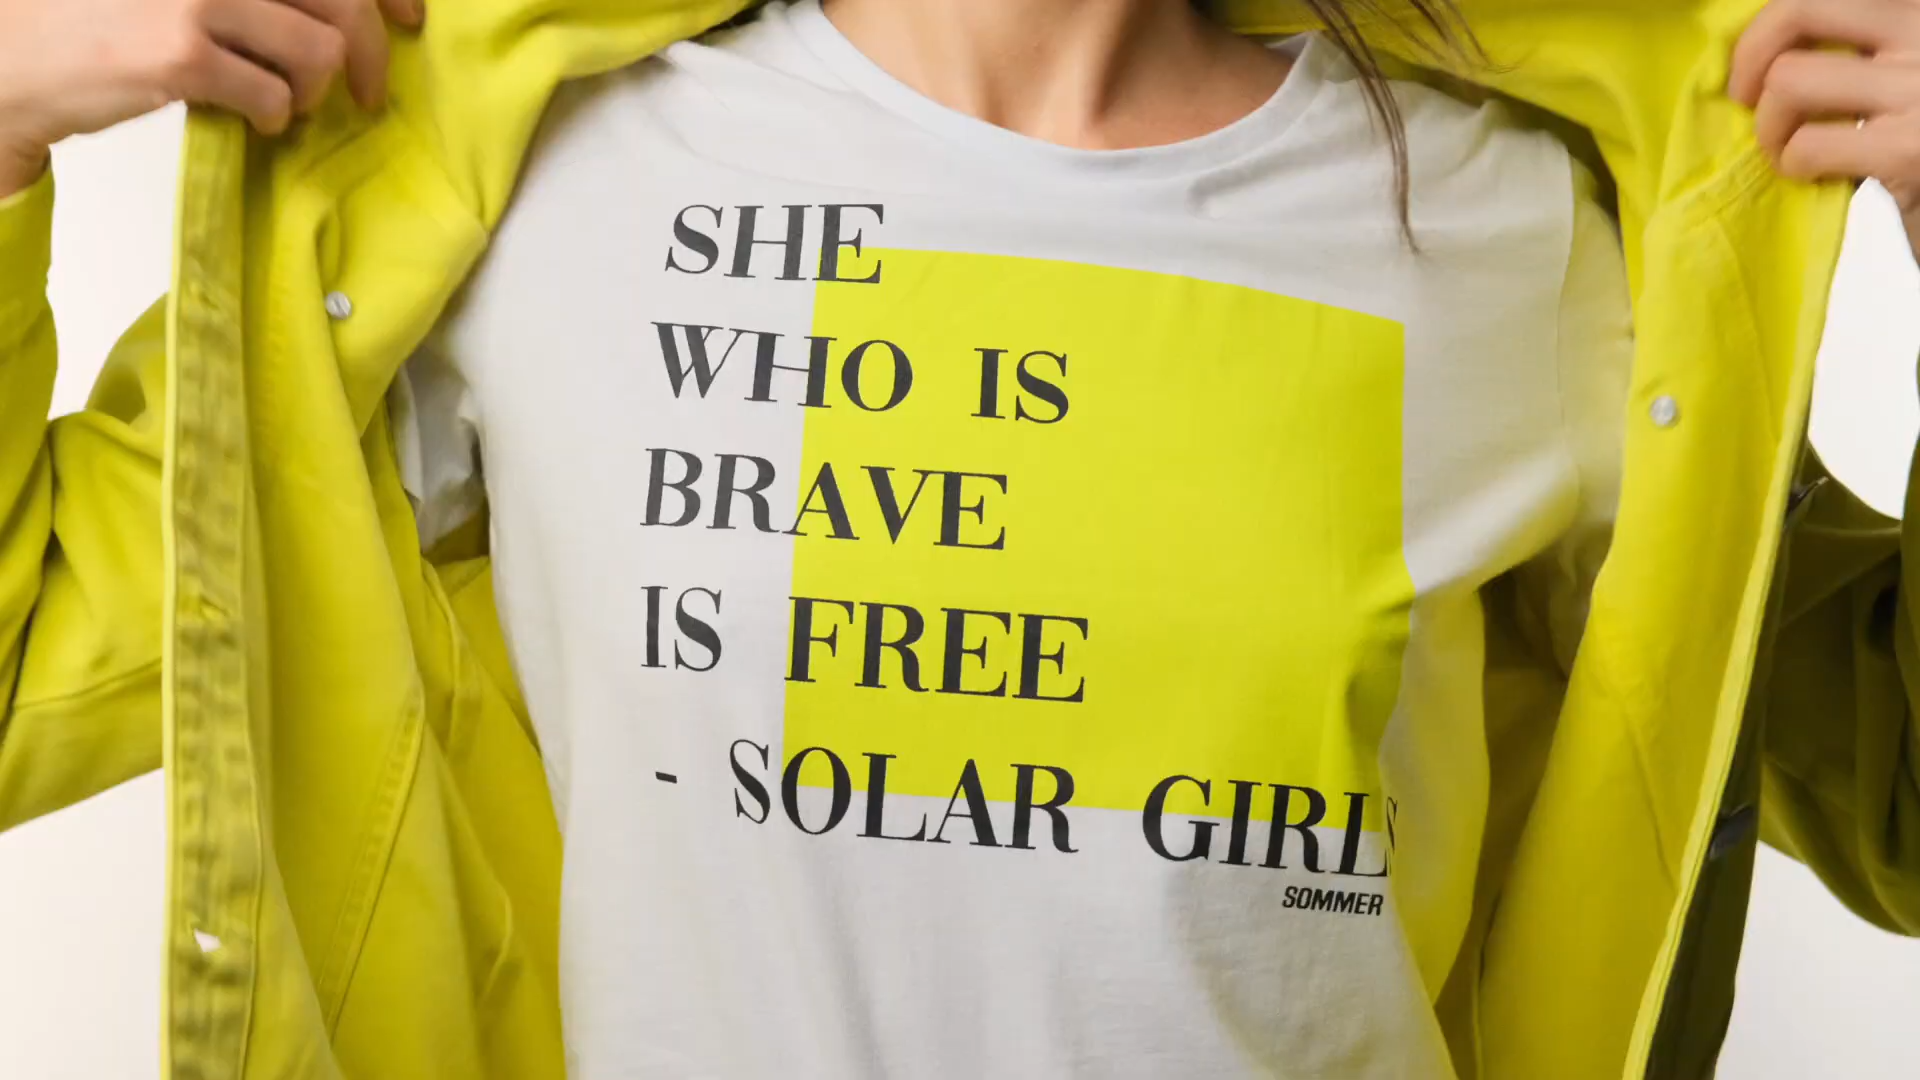 SHE
WHO IS
BRAVE
IS FREE
- SOLAR GIRLS
SOMMER